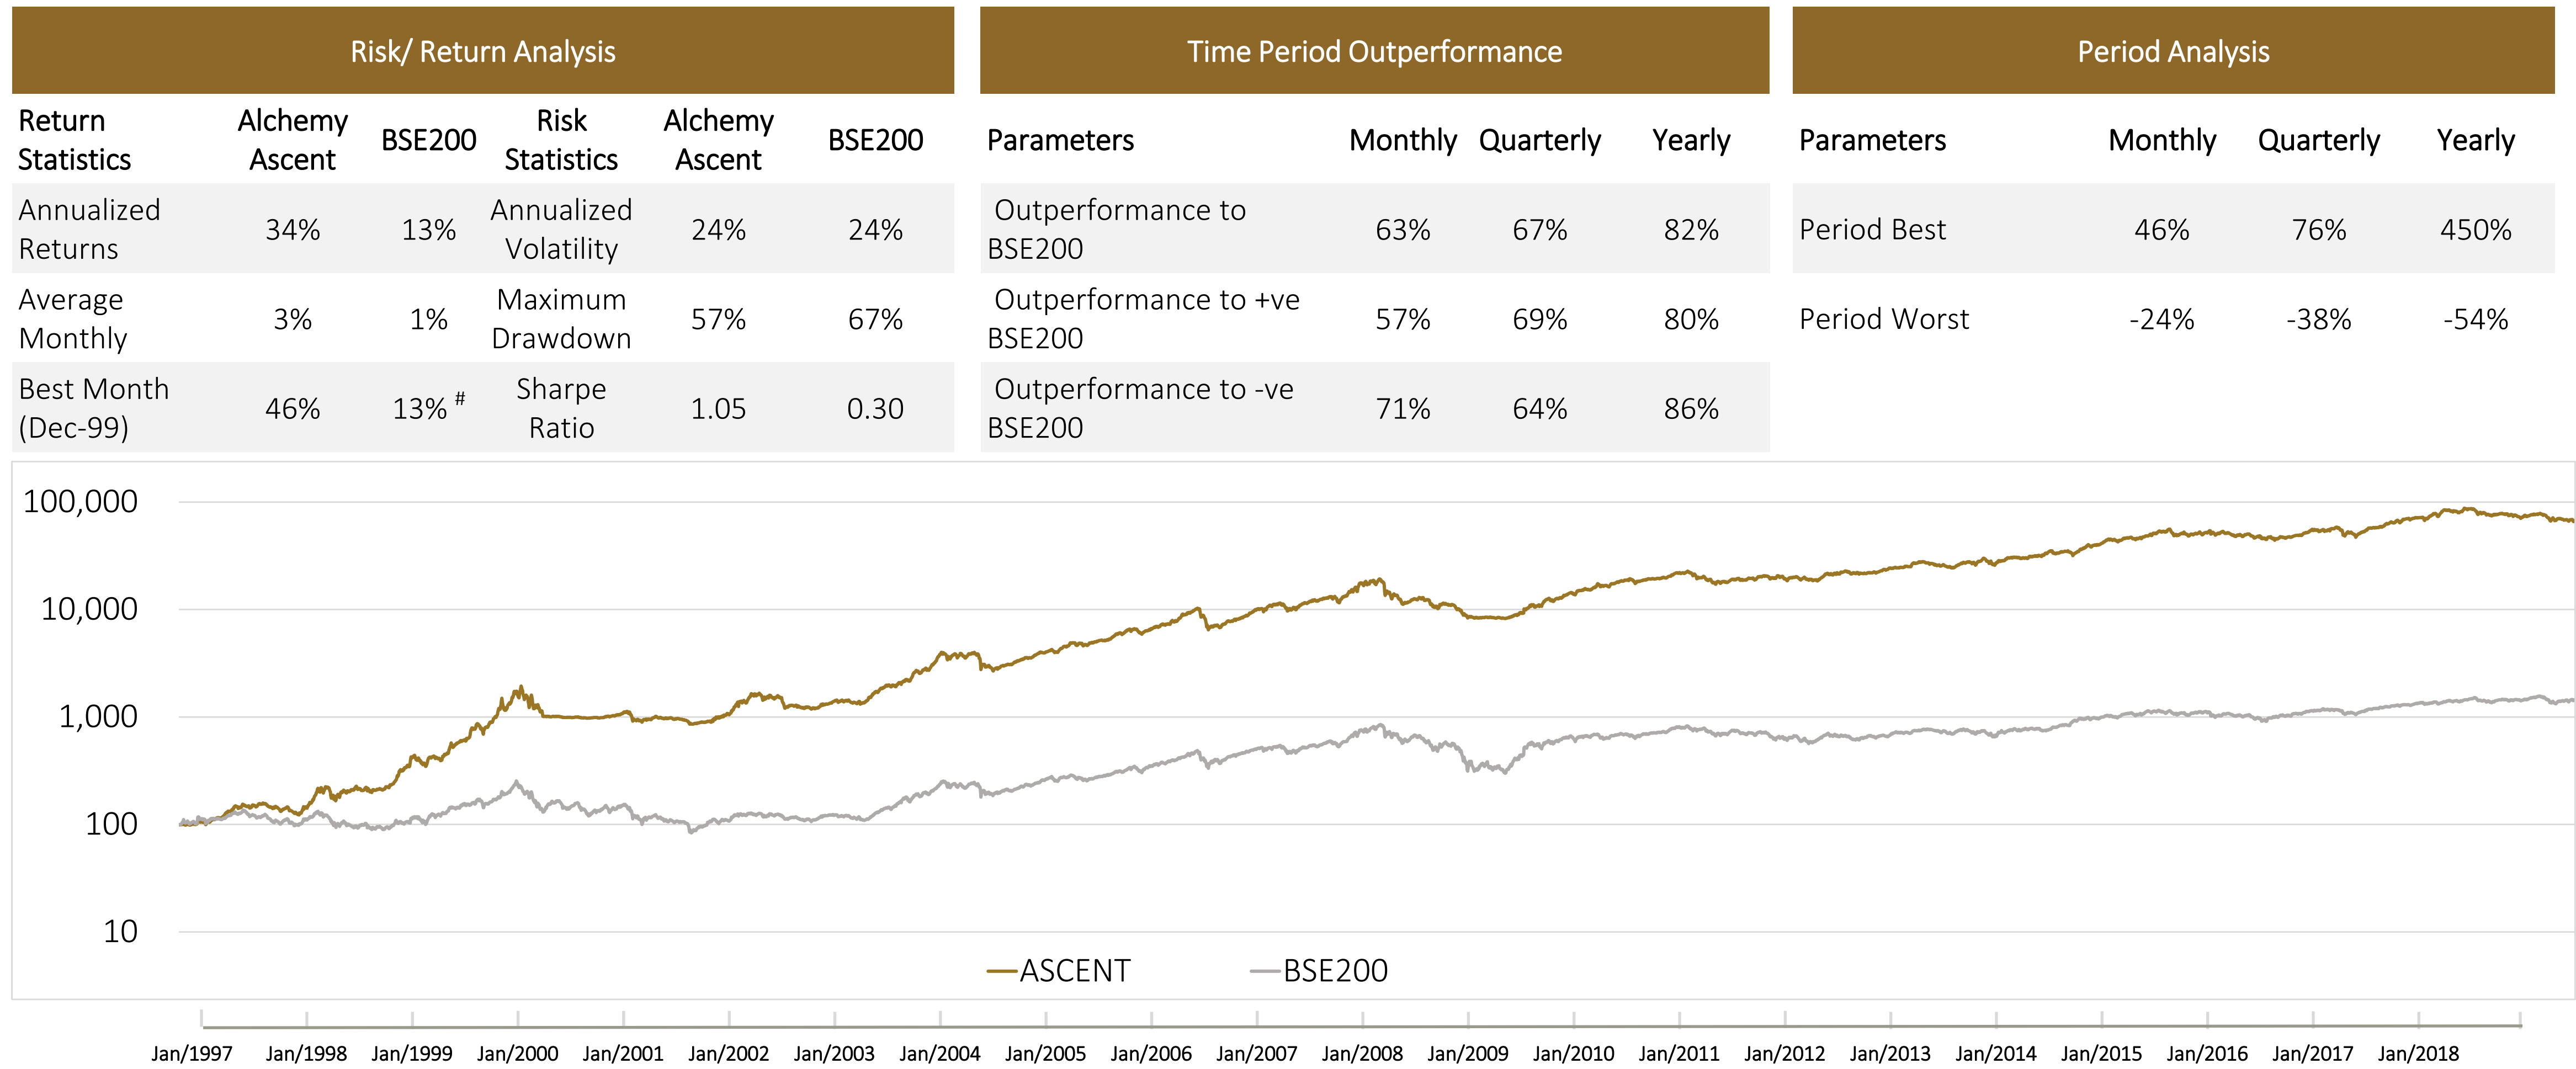 Risk/ Return Analysis
Return Statistics Alchemy Ascent BSE200 Risk Statistics Alchemy Ascent BSE200
Annualized Returns 34% 13% Annualized Volatility 24% 24%
Average Monthly 3% 1% Maximum Drawdown 57% 67%
Best Month (Dec-99) 46% 13% # Sharpe Ratio 1.05 0.30
Time Period Outperformance
Parameters Monthly Quarterly Yearly
Outperformance to BSE200 63% 67% 82%
Outperformance to +ve BSE200 57% 69% 80%
Outperformance to -ve BSE200 71% 64% 86%
Period Analysis
Parameters Monthly Quarterly Yearly
Period Best 46% 76% 450%
Period Worst -24% -38% -54%
100,000
10,000
1,000
100
10
ASCENT BSE200
Jan/1997 Jan/1998 Jan/1999 Jan/2000 Jan/2001 Jan/2002 Jan/2003 Jan/2004 Jan/2005 Jan/2006 Jan/2007 Jan/2008 Jan/2009 Jan/2010 Jan/2011 Jan/2012 Jan/2013 Jan/2014 Jan/2015 Jan/2016 Jan/2017 Jan/2018